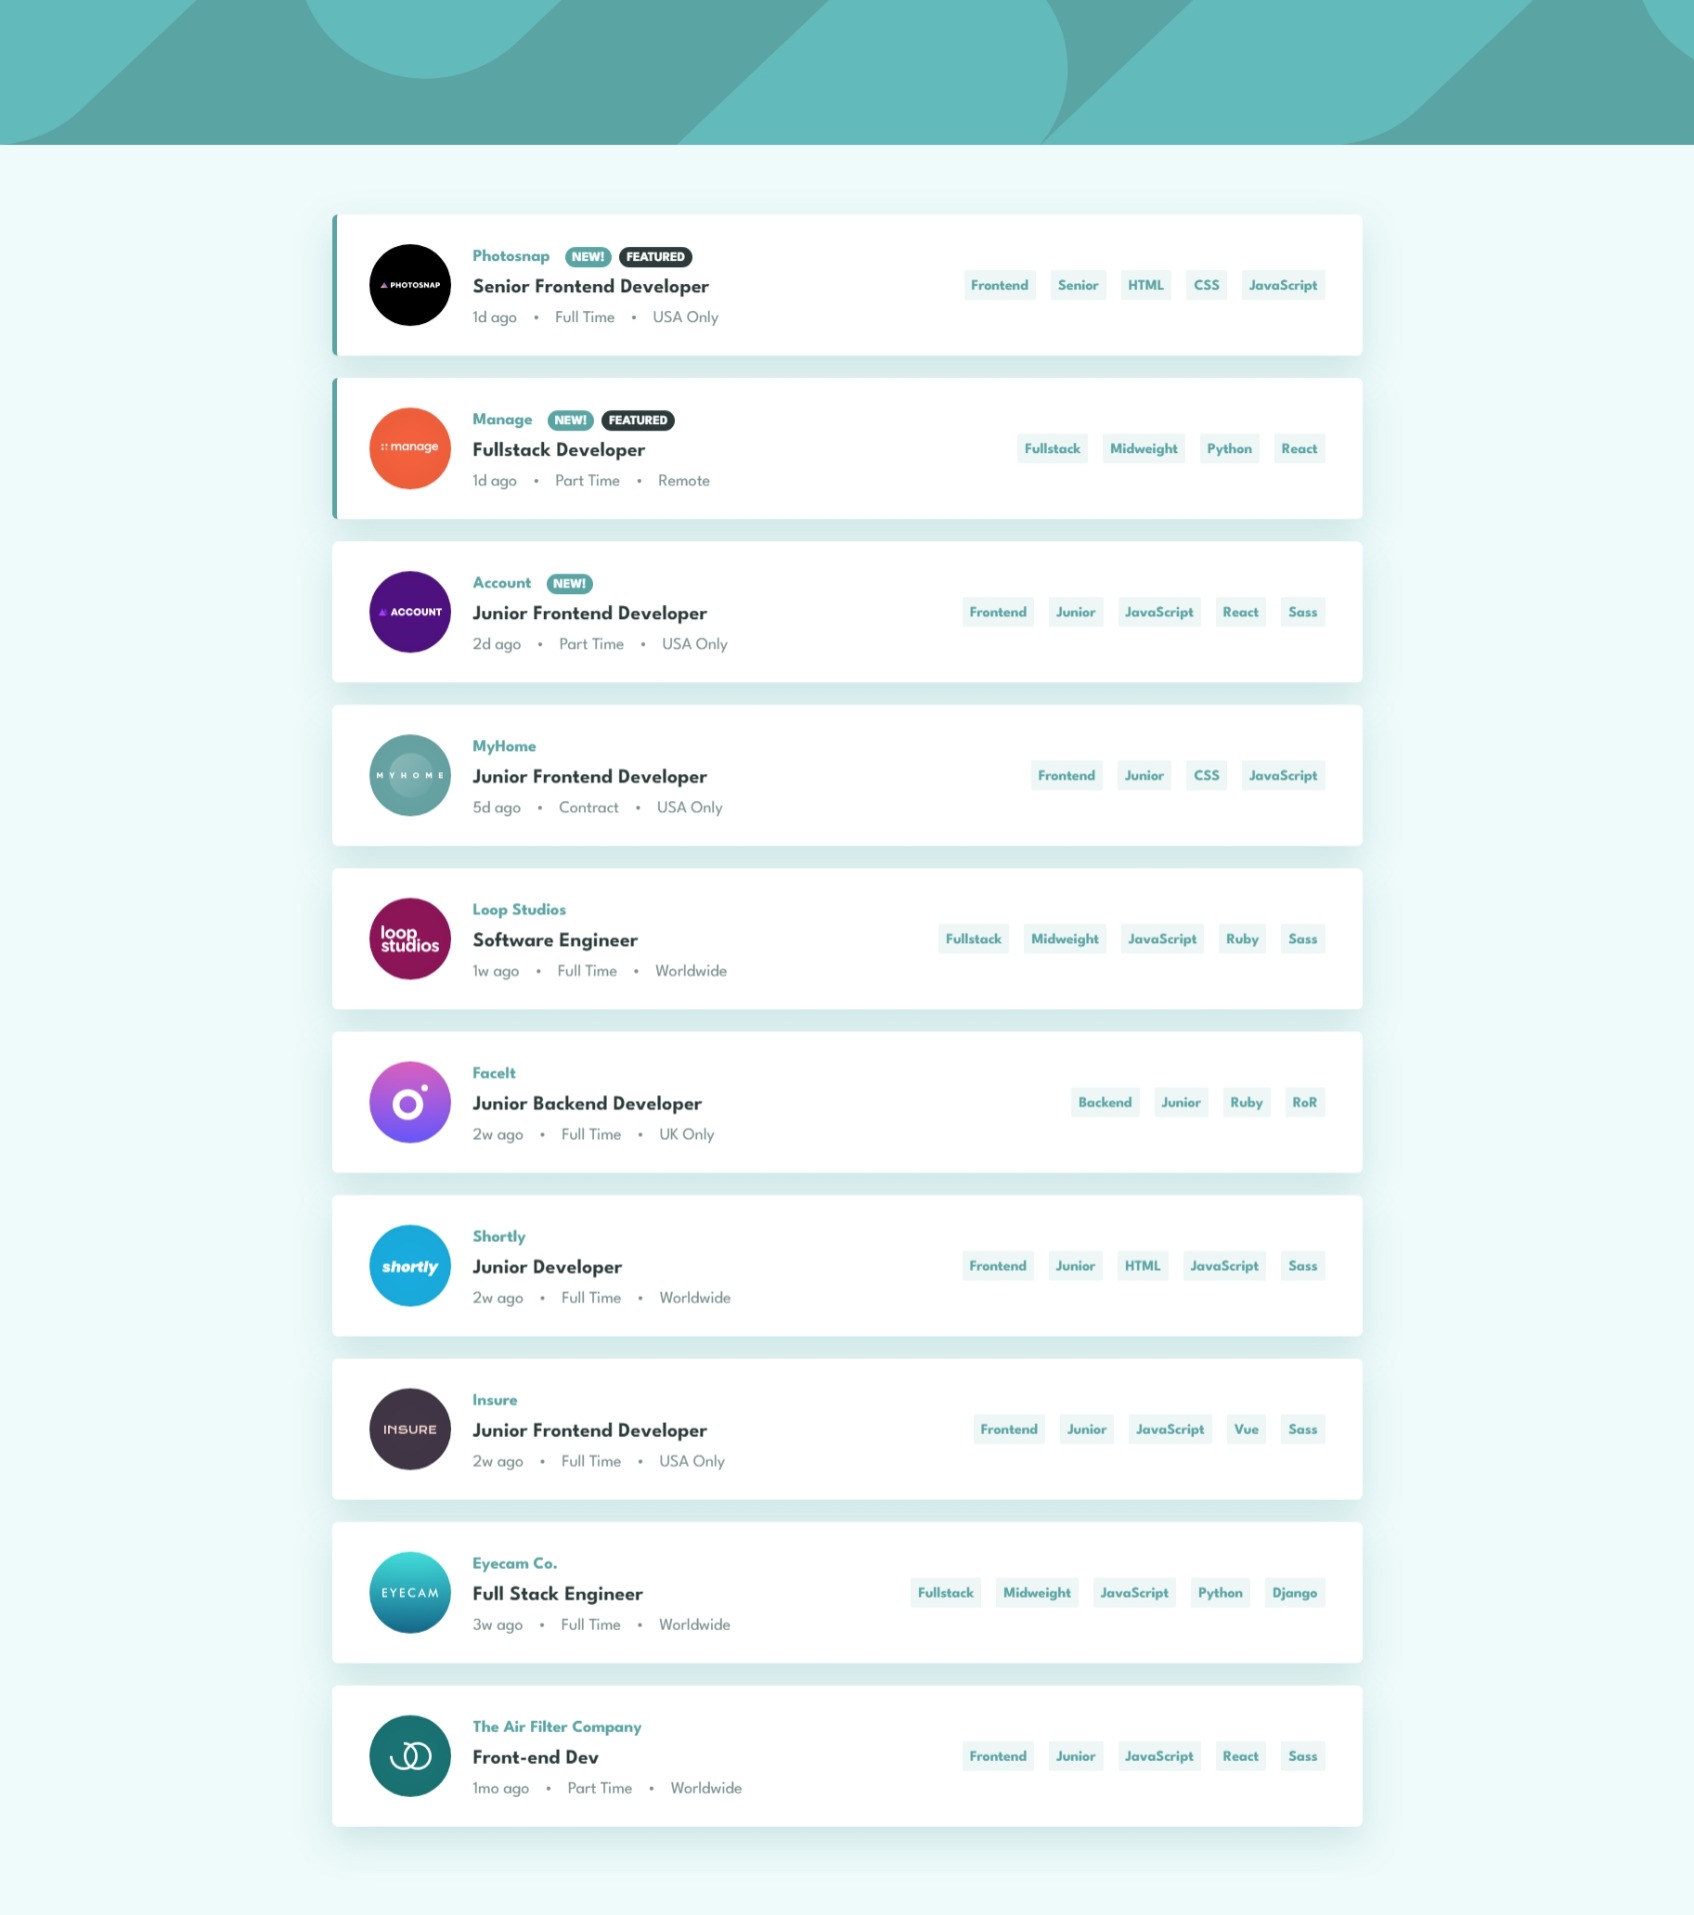 PHOTOSNAP
Photosnap NEW! FEATURED
Senior Frontend Developer
1d ago • Full Time • USA Only
Frontend Senior HTML CSS JavaScript
manage
Manage NEW! FEATURED
Fullstack Developer
1d ago • Part Time • Remote
Fullstack Midweight Python React
ACCOUNT
Account NEW!
Junior Frontend Developer
2d ago • Part Time • USA Only
Frontend Junior JavaScript React Sass
MYHOME
MyHome
Junior Frontend Developer
5d ago • Contract • USA Only
Frontend Junior CSS JavaScript
loop
studios
Loop Studios
Software Engineer
1w ago • Full Time • Worldwide
Fullstack Midweight JavaScript Ruby Sass
FaceIt
Junior Backend Developer
2w ago • Full Time • UK Only
Backend Junior Ruby RoR
shortly
Shortly
Junior Developer
2w ago • Full Time • Worldwide
Frontend Junior HTML JavaScript Sass
INSURE
Insure
Junior Frontend Developer
2w ago • Full Time • USA Only
Frontend Junior JavaScript Vue Sass
EYECAM
Eyecam Co.
Full Stack Engineer
3w ago • Full Time • Worldwide
Fullstack Midweight JavaScript Python Django
The Air Filter Company
Front-end Dev
1mo ago • Part Time • Worldwide
Frontend Junior JavaScript React Sass